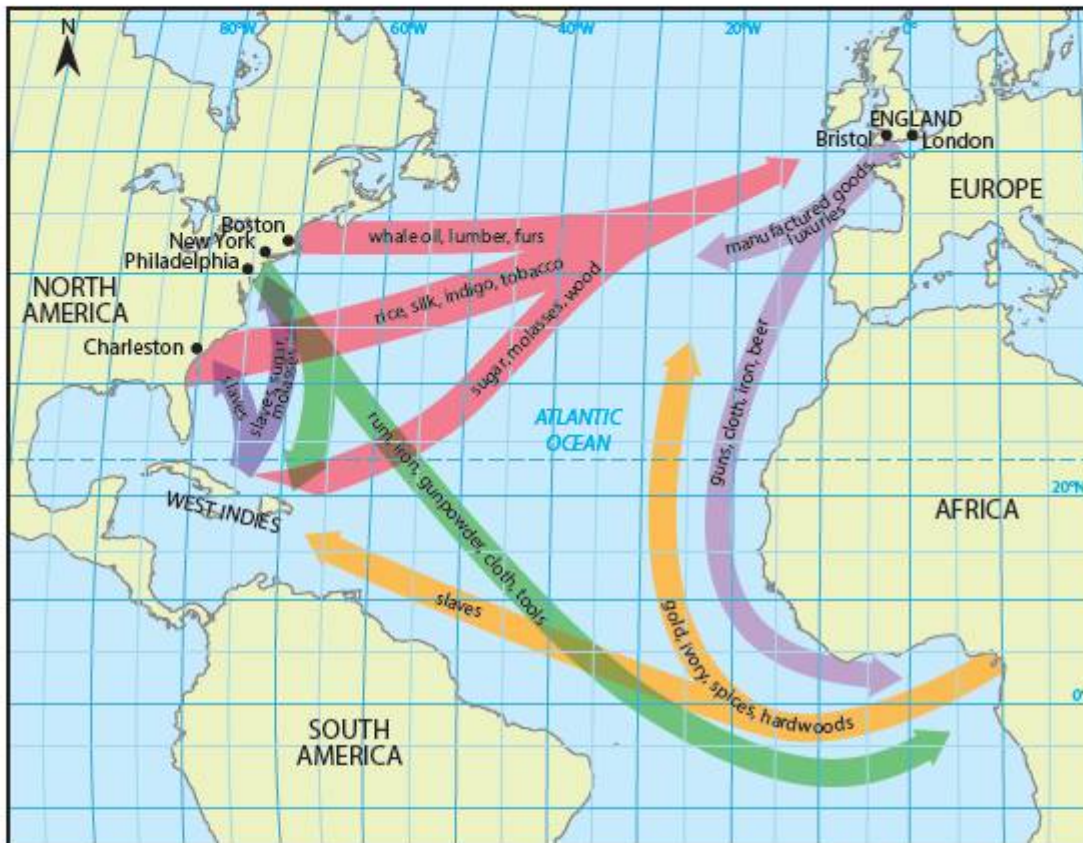 N
80°W
60°W
40°W
20°W
0°
ENGLAND
Bristol
London
EUROPE
manufactured goods,
luxuries
Boston
New York
Philadelphia
whale oil, lumber, furs
NORTH
AMERICA
rice, silk, indigo, tobacco
sugar, molasses, wood
Charleston
slaves
slaves, sugar,
molasses
guns, cloth, iron, beer
ATLANTIC
OCEAN
rum, iron, gunpowder, cloth, tools
20°N
WEST INDIES
AFRICA
slaves
gold, ivory, spices, hardwoods
0°
SOUTH
AMERICA